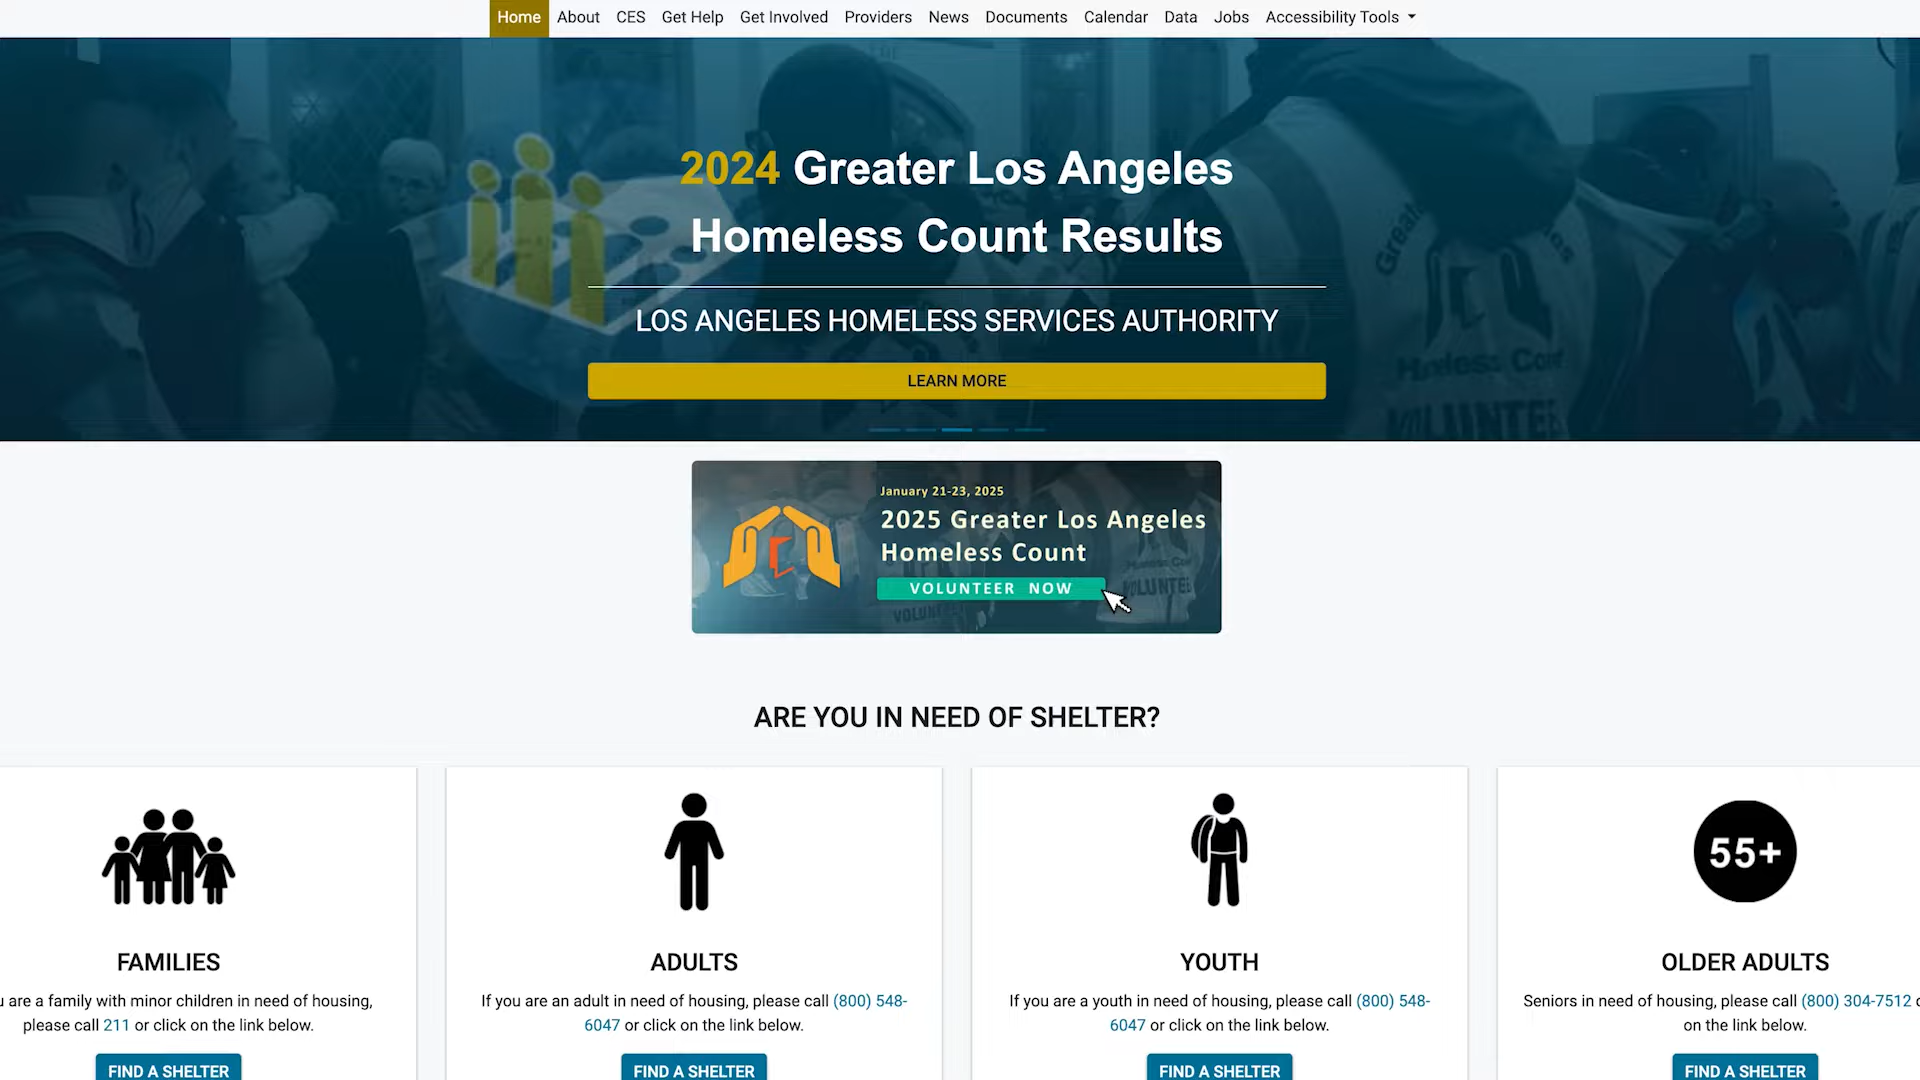 Home About CES Get Help Get Involved Providers News Documents Calendar Data Jobs Accessibility Tools
2024 Greater Los Angeles
Homeless Count Results
LOS ANGELES HOMELESS SERVICES AUTHORITY
LEARN MORE
January 21-23, 2025
2025 Greater Los Angeles
Homeless Count
VOLUNTEER NOW
ARE YOU IN NEED OF SHELTER?
55+
FAMILIES
are a family with minor children in need of housing,
please call 211 or click on the link below.
FIND A SHELTER
ADULTS
If you are an adult in need of housing, please call (800) 548-
6047 or click on the link below.
FIND A SHELTER
YOUTH
If you are a youth in need of housing, please call (800) 548-
6047 or click on the link below.
FIND A SHELTER
OLDER ADULTS
Seniors in need of housing, please call (800) 304-7512
on the link below.
FIND A SHELTER